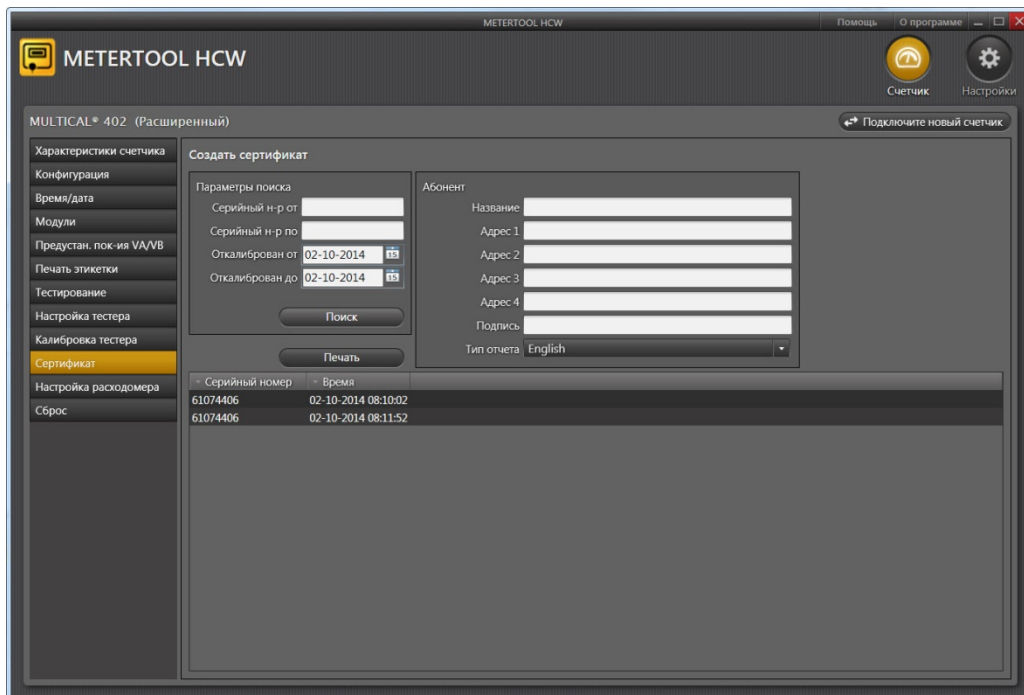 METERTOOL HCW
Помощь
О программе
METERTOOL HCW
Счетчик
Настройки
MULTICAL® 402 (Расширенный)
Подключите новый счетчик
Характеристики счетчика
Конфигурация
Время/дата
Модули
Предустан. пок-ия VA/VB
Печать этикетки
Тестирование
Настройка тестера
Калибровка тестера
Сертификат
Настройка расходомера
Сброс
Создать сертификат
Параметры поиска
Серийный н-р от
Серийный н-р по
Откалиброван от 02-10-2014 15
Откалиброван до 02-10-2014 15
Поиск
Печать
Абонент
Название
Адрес 1
Адрес 2
Адрес 3
Адрес 4
Подпись
Тип отчета English
Серийный номер Время
61074406 02-10-2014 08:10:02
61074406 02-10-2014 08:11:52